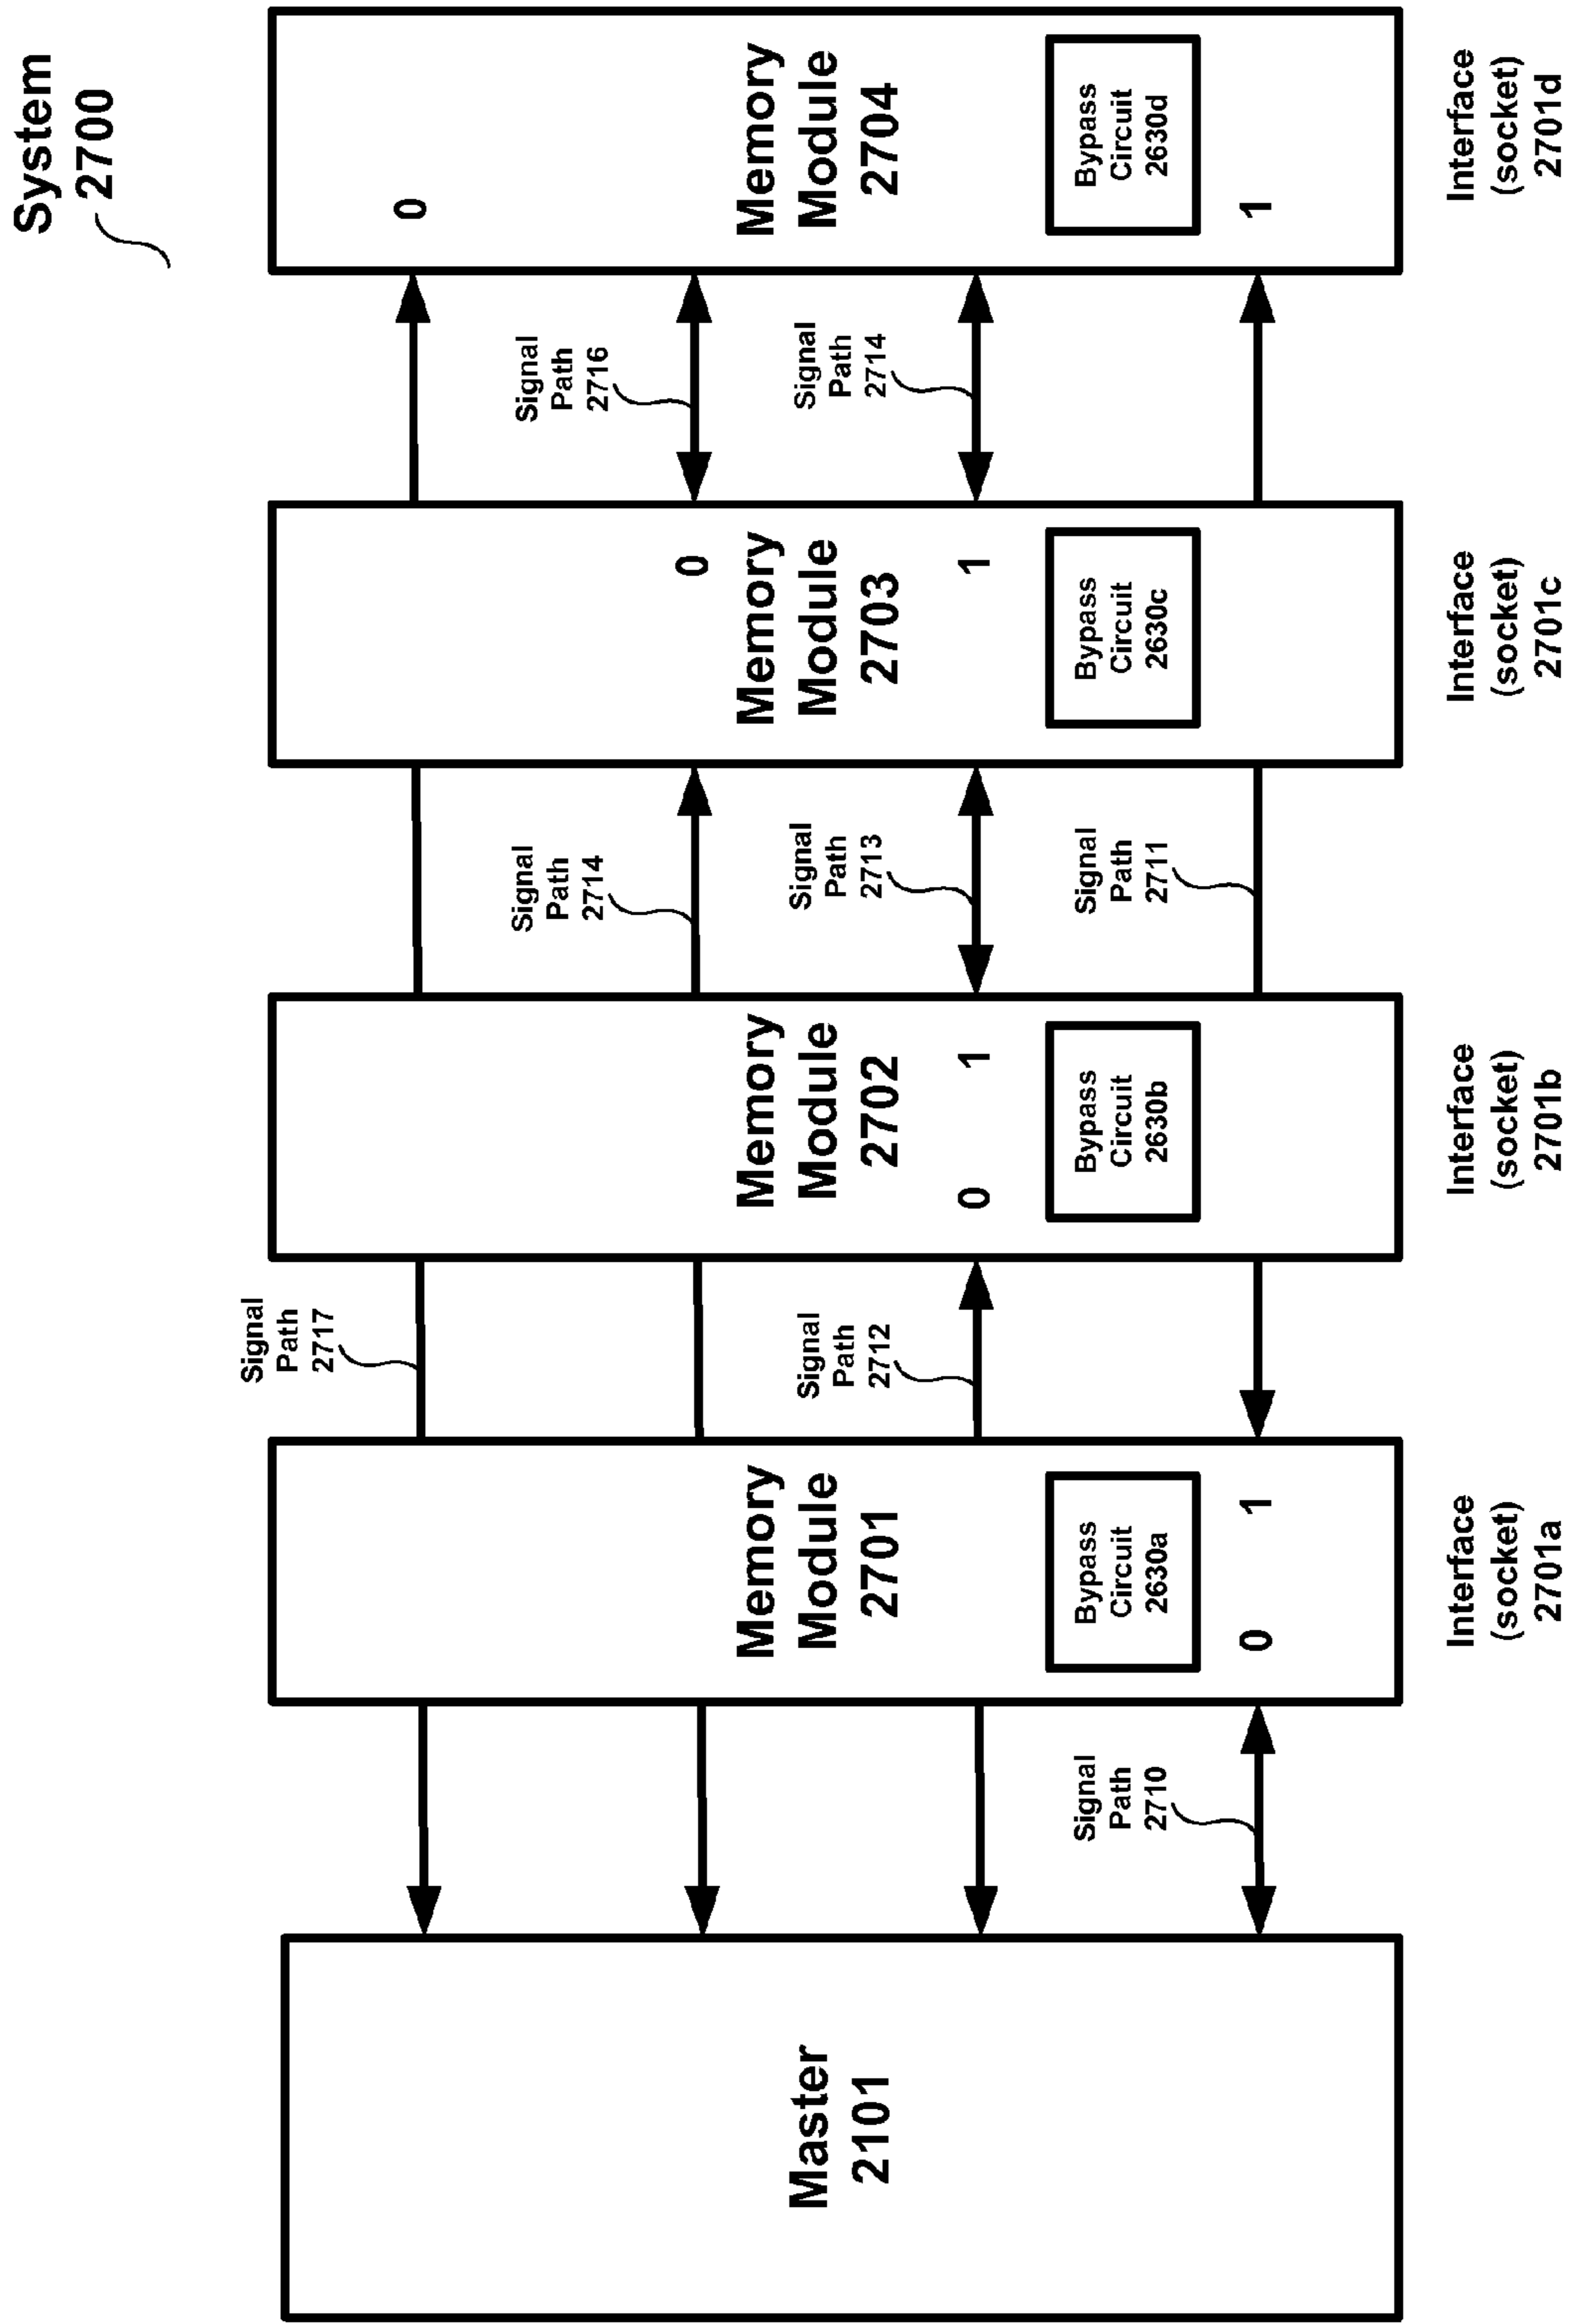 System
2700
Master
2101
Signal
Path
2710
Memory
Module
2701
Bypass
Circuit
2630a
0 1
Interface
(socket)
2701a
Signal
Path
2717
Signal
Path
2712
Memory
Module
2702
0 1
Bypass
Circuit
2630b
Interface
(socket)
2701b
Signal
Path
2714
Signal
Path
2713
Signal
Path
2711
0
Memory
Module
2703
1
Bypass
Circuit
2630c
Interface
(socket)
2701c
Signal
Path
2716
Signal
Path
2714
0
Memory
Module
2704
Bypass
Circuit
2630d
1
Interface
(socket)
2701d